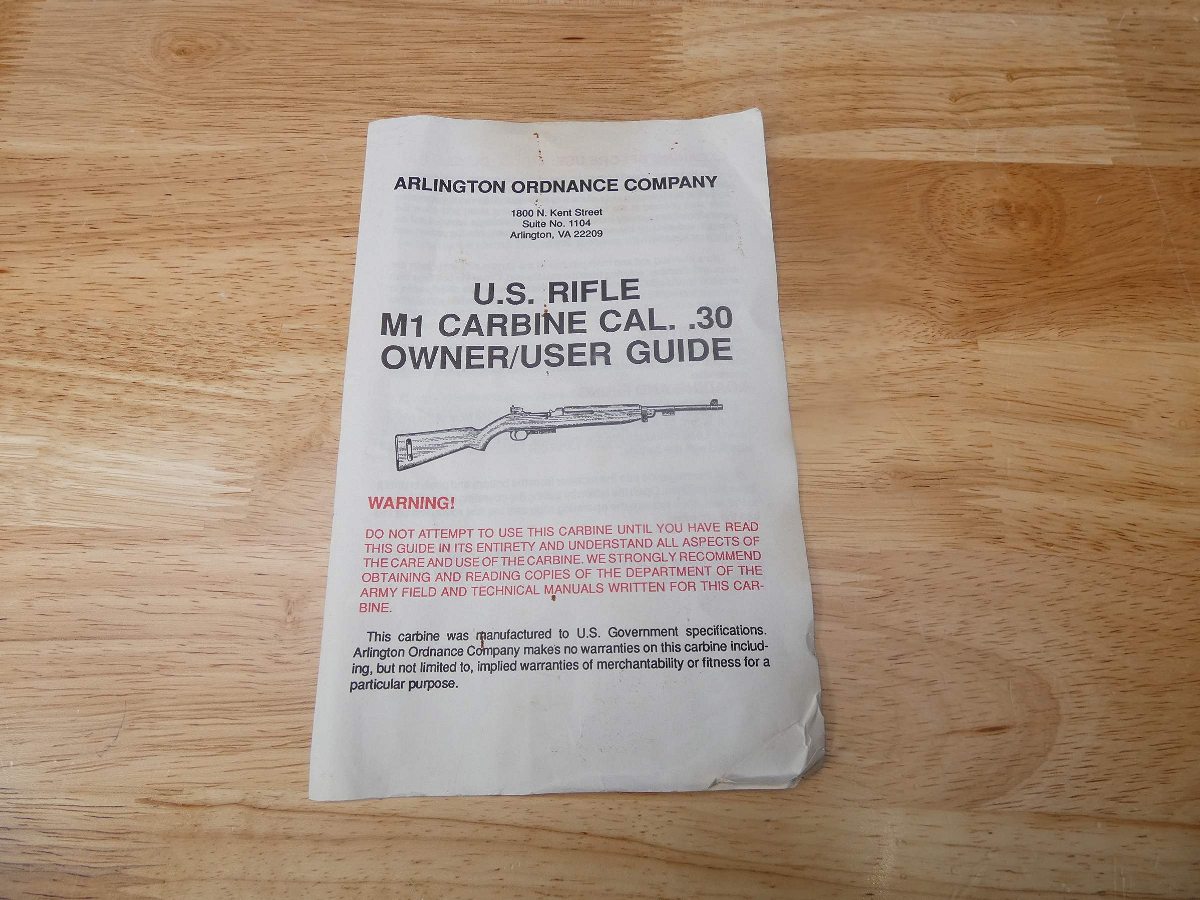 ARLINGTON ORDNANCE COMPANY
1800 N. Kent Street
Suite No. 1104
Arlington, VA 22209
U.S. RIFLE
M1 CARBINE CAL. .30
OWNER/USER GUIDE
WARNING!
DO NOT ATTEMPT TO USE THIS CARBINE UNTIL YOU HAVE READ
THIS GUIDE IN ITS ENTIRETY AND UNDERSTAND ALL ASPECTS OF
THE CARE AND USE OF THE CARBINE. WE STRONGLY RECOMMEND
OBTAINING AND READING COPIES OF THE DEPARTMENT OF THE
ARMY FIELD AND TECHNICAL MANUALS WRITTEN FOR THIS CAR-
BINE.
This carbine was manufactured to U.S. Government specifications.
Arlington Ordnance Company makes no warranties on this carbine includ-
ing, but not limited to, implied warranties of merchantability or fitness for a
particular purpose.